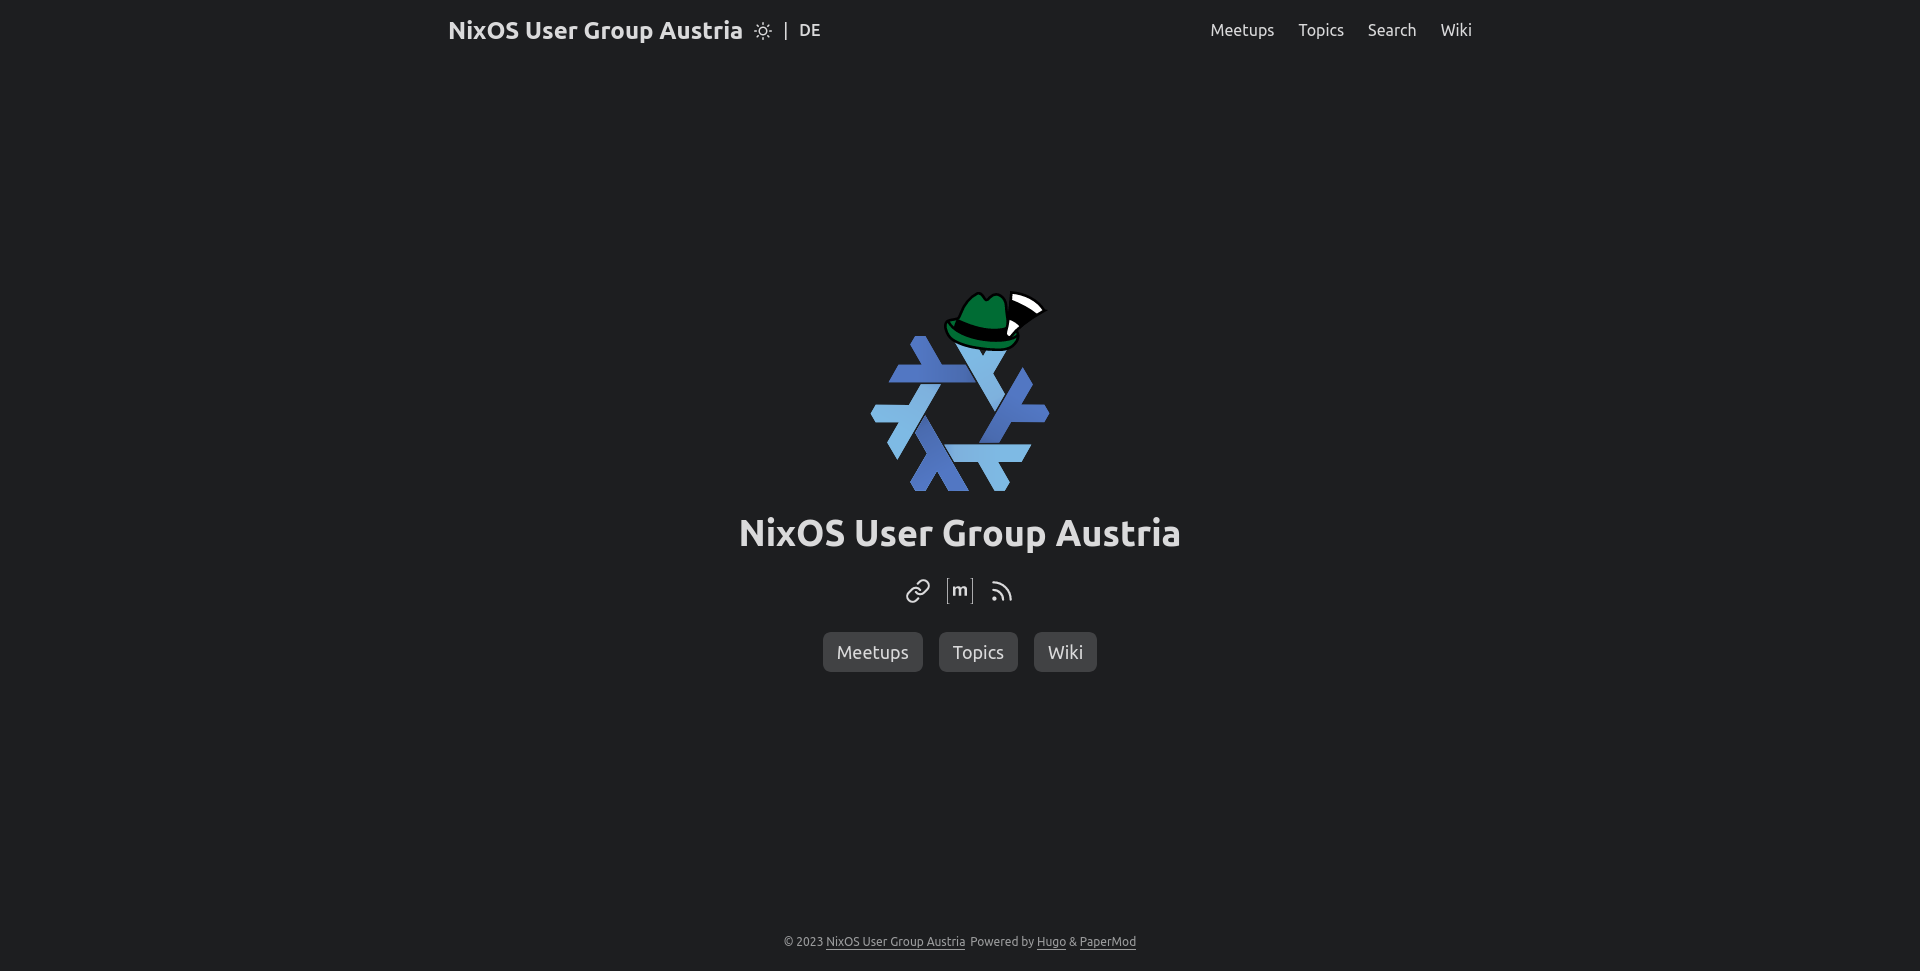 NixOS User Group Austria | DE Meetups Topics Search Wiki
NixOS User Group Austria
[m]
Meetups Topics Wiki
© 2023 NixOS User Group Austria Powered by Hugo & PaperMod